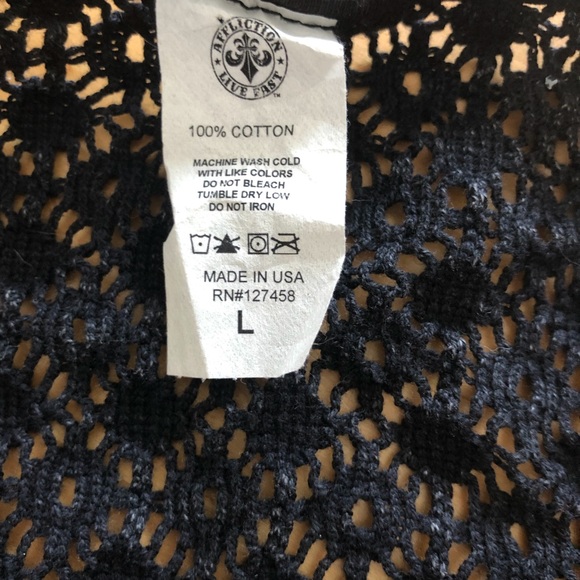 AFFLICTION
LIVE FAST
™
100% COTTON
MACHINE WASH COLD
WITH LIKE COLORS
DO NOT BLEACH
TUMBLE DRY LOW
DO NOT IRON
MADE IN USA
RN#127458
L